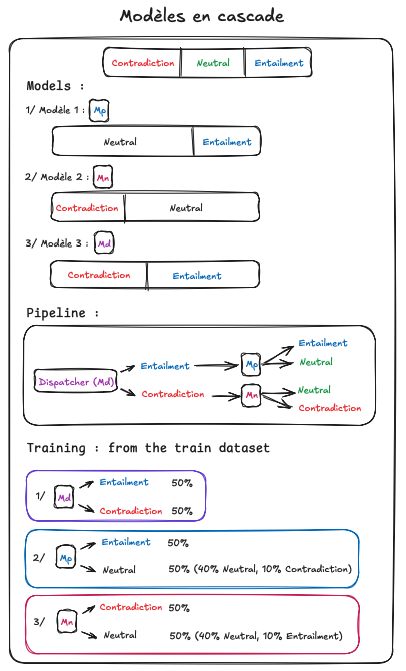 Modèles en cascade
Contradiction Neutral Entailment
Models :
1/ Modèle 1 : Mp
Neutral Entailment
2/ Modèle 2 : Mn
Contradiction Neutral
3/ Modèle 3 : Md
Contradiction Entailment
Pipeline :
Entailment
Entailment Mp Neutral
Dispatcher (Md)
Contradiction Mn Neutral
Contradiction
Training : from the train dataset
Entailment 50%
1/ Md
Contradiction 50%
Entailment 50%
2/ Mp
Neutral 50% (40% Neutral, 10% Contradiction)
Contradiction 50%
3/ Mn
Neutral 50% (40% Neutral, 10% Entrailment)